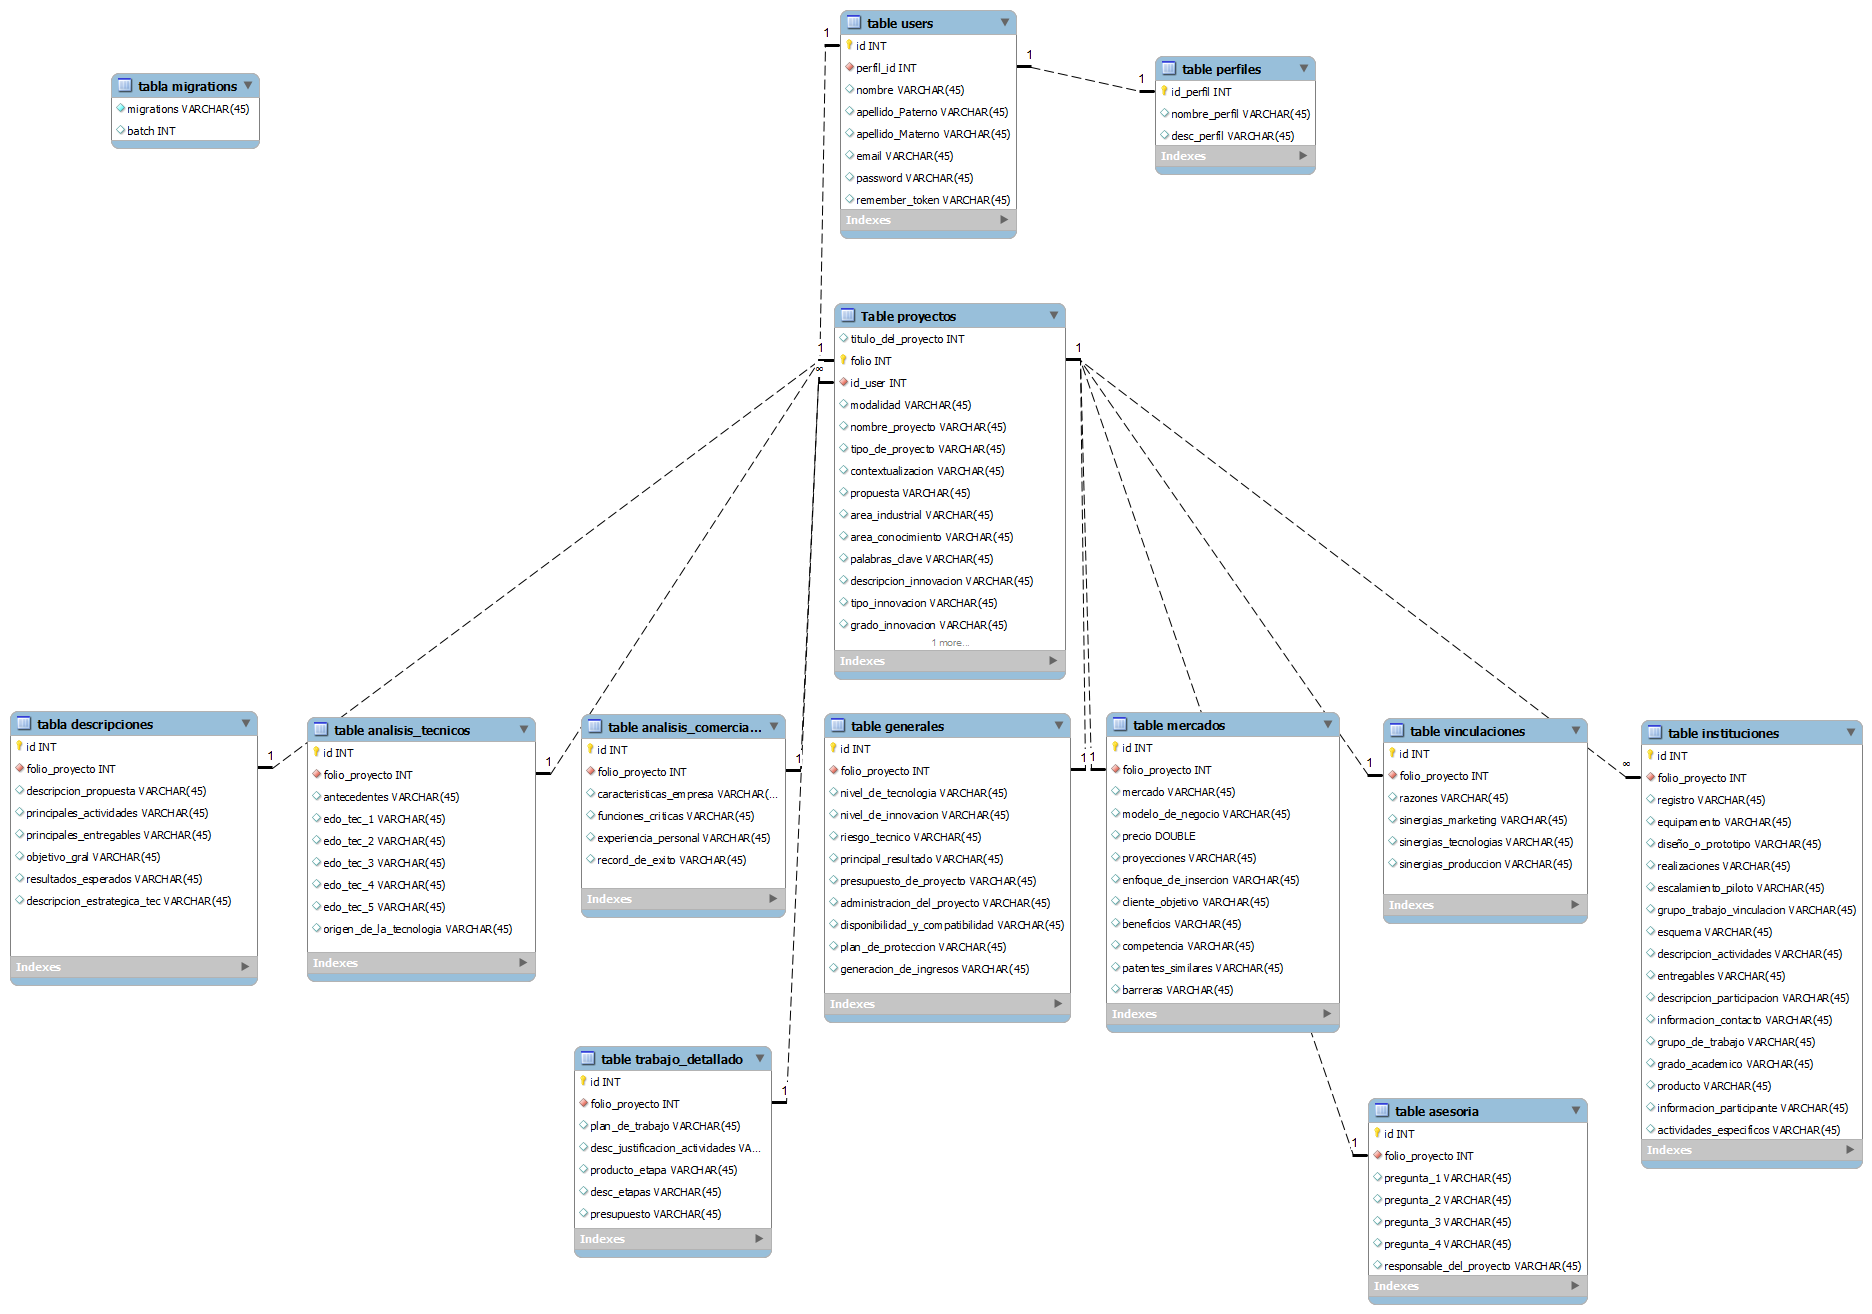 tabla migrations
migrations VARCHAR(45)
batch INT
1
table users
id INT
perfil_id INT
nombre VARCHAR(45)
apellido_Paterno VARCHAR(45)
apellido_Materno VARCHAR(45)
email VARCHAR(45)
password VARCHAR(45)
remember_token VARCHAR(45)
Indexes
1
1
table perfiles
id_perfil INT
nombre_perfil VARCHAR(45)
desc_perfil VARCHAR(45)
Indexes
1
∞
Table proyectos
titulo_del_proyecto INT
folio INT
id_user INT
modalidad VARCHAR(45)
nombre_proyecto VARCHAR(45)
tipo_de_proyecto VARCHAR(45)
contextualizacion VARCHAR(45)
propuesta VARCHAR(45)
area_industrial VARCHAR(45)
area_conocimiento VARCHAR(45)
palabras_clave VARCHAR(45)
descripcion_innovacion VARCHAR(45)
tipo_innovacion VARCHAR(45)
grado_innovacion VARCHAR(45)
1 more...
Indexes
1
tabla descripciones
id INT
folio_proyecto INT
descripcion_propuesta VARCHAR(45)
principales_actividades VARCHAR(45)
principales_entregables VARCHAR(45)
objetivo_gral VARCHAR(45)
resultados_esperados VARCHAR(45)
descripcion_estrategica_tec VARCHAR(45)
Indexes
1
table analisis_tecnicos
id INT
folio_proyecto INT
antecedentes VARCHAR(45)
edo_tec_1 VARCHAR(45)
edo_tec_2 VARCHAR(45)
edo_tec_3 VARCHAR(45)
edo_tec_4 VARCHAR(45)
edo_tec_5 VARCHAR(45)
origen_de_la_tecnologia VARCHAR(45)
Indexes
1
table analisis_comercia...
id INT
folio_proyecto INT
caracteristicas_empresa VARCHAR(...
funciones_criticas VARCHAR(45)
experiencia_personal VARCHAR(45)
record_de_exito VARCHAR(45)
Indexes
1
table generales
id INT
folio_proyecto INT
nivel_de_tecnologia VARCHAR(45)
nivel_de_innovacion VARCHAR(45)
riesgo_tecnico VARCHAR(45)
principal_resultado VARCHAR(45)
presupuesto_de_proyecto VARCHAR(45)
administracion_del_proyecto VARCHAR(45)
disponibilidad_y_compatibilidad VARCHAR(45)
plan_de_proteccion VARCHAR(45)
generacion_de_ingresos VARCHAR(45)
Indexes
1
1
table mercados
id INT
folio_proyecto INT
mercado VARCHAR(45)
modelo_de_negocio VARCHAR(45)
precio DOUBLE
proyecciones VARCHAR(45)
enfoque_de_insercion VARCHAR(45)
cliente_objetivo VARCHAR(45)
beneficios VARCHAR(45)
competencia VARCHAR(45)
patentes_similares VARCHAR(45)
barreras VARCHAR(45)
Indexes
1
table vinculaciones
id INT
folio_proyecto INT
razones VARCHAR(45)
sinergias_marketing VARCHAR(45)
sinergias_tecnologias VARCHAR(45)
sinergias_produccion VARCHAR(45)
Indexes
∞
table instituciones
id INT
folio_proyecto INT
registro VARCHAR(45)
equipamento VARCHAR(45)
diseño_o_prototipo VARCHAR(45)
realizaciones VARCHAR(45)
escalamiento_piloto VARCHAR(45)
grupo_trabajo_vinculacion VARCHAR(45)
esquema VARCHAR(45)
descripcion_actividades VARCHAR(45)
entregables VARCHAR(45)
descripcion_participacion VARCHAR(45)
informacion_contacto VARCHAR(45)
grupo_de_trabajo VARCHAR(45)
grado_academico VARCHAR(45)
producto VARCHAR(45)
informacion_participante VARCHAR(45)
actividades_especificos VARCHAR(45)
Indexes
table trabajo_detallado
id INT
folio_proyecto INT
plan_de_trabajo VARCHAR(45)
desc_justificacion_actividades VA...
producto_etapa VARCHAR(45)
desc_etapas VARCHAR(45)
presupuesto VARCHAR(45)
Indexes
1
1
table asesoria
id INT
folio_proyecto INT
pregunta_1 VARCHAR(45)
pregunta_2 VARCHAR(45)
pregunta_3 VARCHAR(45)
pregunta_4 VARCHAR(45)
responsable_del_proyecto VARCHAR(45)
Indexes